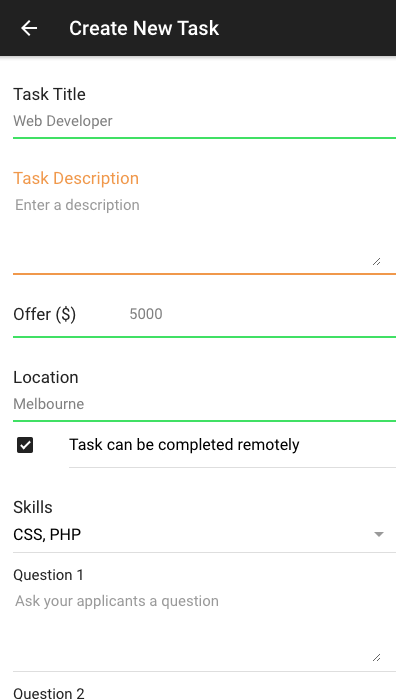 Create New Task
Task Title
Web Developer
Task Description
Enter a description
Offer ($) 5000
Location
Melbourne
Task can be completed remotely
Skills
CSS, PHP
Question 1
Ask your applicants a question
Question 2